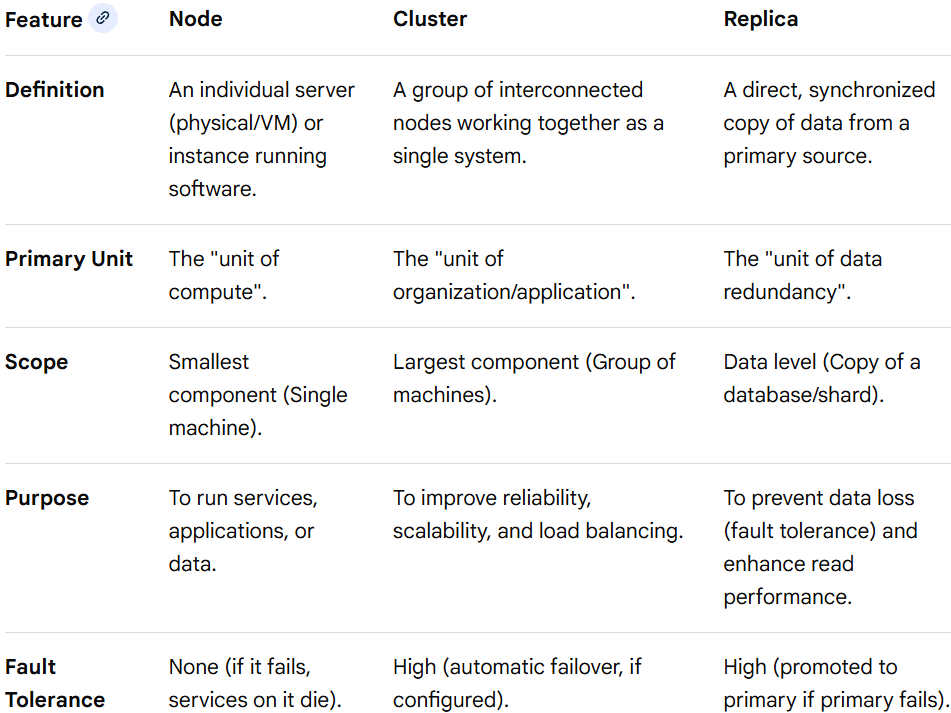 Feature Node Cluster Replica
Definition An individual server A group of interconnected A direct, synchronized
(physical/VM) or nodes working together as a copy of data from a
instance running single system. primary source.
software.
Primary Unit The "unit of The "unit of The "unit of data
compute". organization/application". redundancy".
Scope Smallest Largest component (Group of Data level (Copy of a
component (Single machines). database/shard).
machine).
Purpose To run services, To improve reliability, To prevent data loss
applications, or scalability, and load balancing. (fault tolerance) and
data. enhance read
performance.
Fault None (if it fails, High (automatic failover, if High (promoted to
Tolerance services on it die). configured). primary if primary fails).